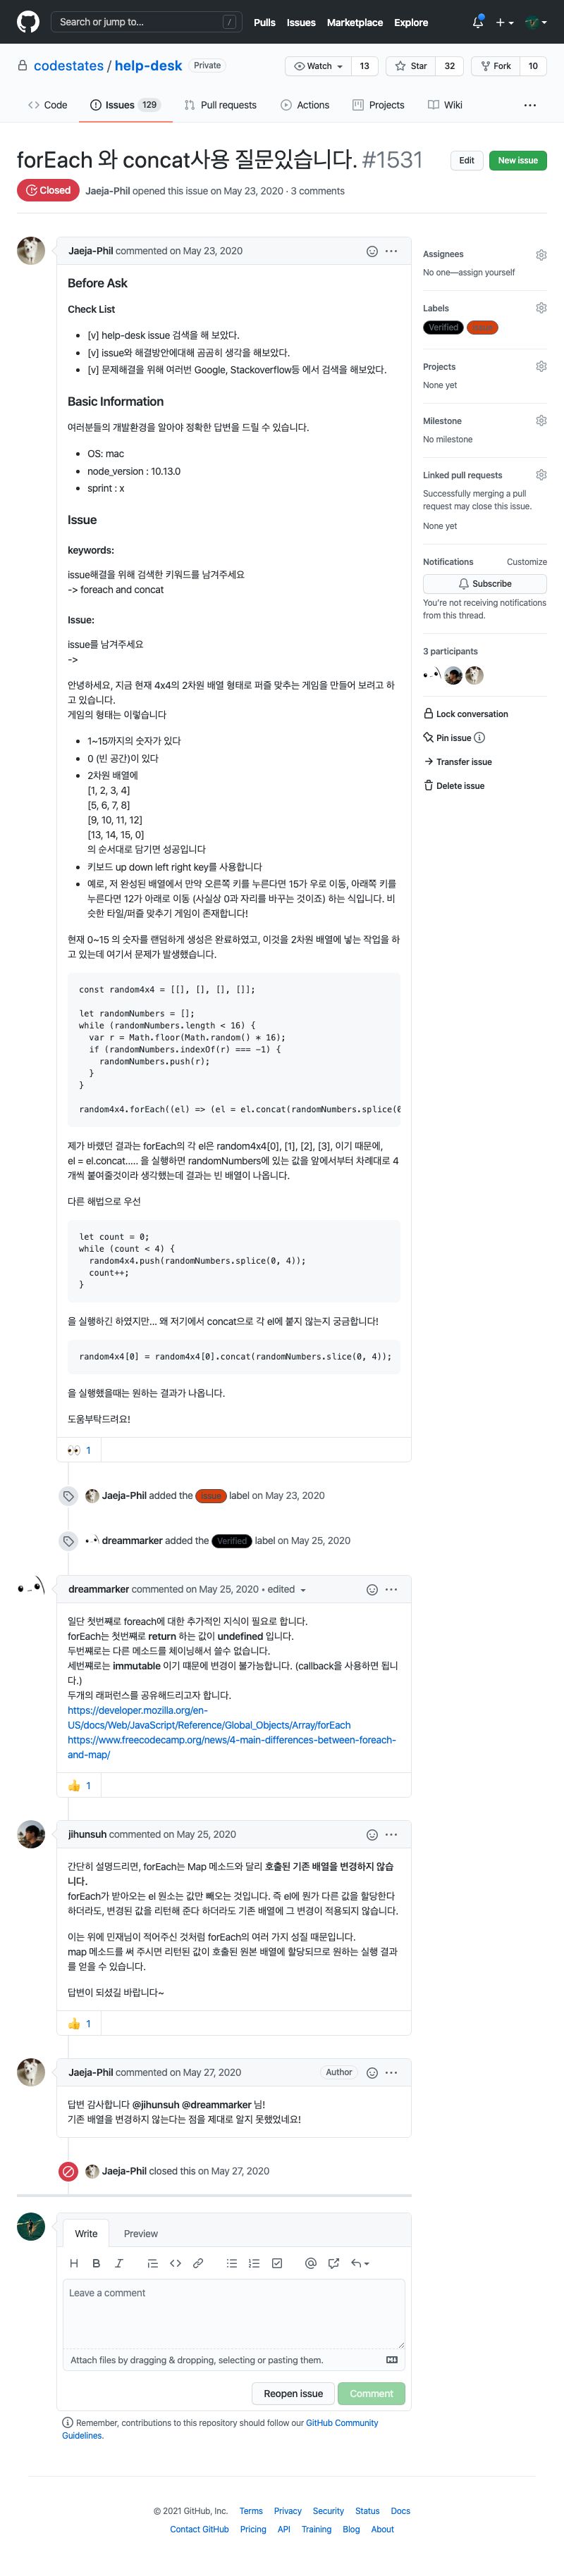 Search or jump to...
/
Pulls Issues Marketplace Explore
codestates / help-desk Private
Watch 13 Star 32 Fork 10
Code Issues 129 Pull requests Actions Projects Wiki
forEach 와 concat사용 질문있습니다. #1531
Edit New issue
Closed Jaeja-Phil opened this issue on May 23, 2020 · 3 comments
Jaeja-Phil commented on May 23, 2020
Before Ask
Check List
[v] help-desk issue 검색을 해 보았다.
[v] issue와 해결방안에대해 곰곰히 생각을 해보았다.
[v] 문제해결을 위해 여러번 Google, Stackoverflow등 에서 검색을 해보았다.
Basic Information
여러분들의 개발환경을 알아야 정확한 답변을 드릴 수 있습니다.
OS: mac
node_version : 10.13.0
sprint : x
Issue
keywords:
issue해결을 위해 검색한 키워드를 남겨주세요
-> foreach and concat
Issue:
issue를 남겨주세요
->
안녕하세요, 지금 현재 4x4의 2차원 배열 형태로 퍼즐 맞추는 게임을 만들어 보려고 하
고 있습니다.
게임의 형태는 이렇습니다
1~15까지의 숫자가 있다
0 (빈 공간)이 있다
2차원 배열에
[1, 2, 3, 4]
[5, 6, 7, 8]
[9, 10, 11, 12]
[13, 14, 15, 0]
의 순서대로 담기면 성공입니다
키보드 up down left right key를 사용합니다
예로, 저 완성된 배열에서 만약 오른쪽 키를 누른다면 15가 우로 이동, 아래쪽 키를
누른다면 12가 아래로 이동 (사실상 0과 자리를 바꾸는 것이죠) 하는 식입니다. 비
슷한 타일/퍼즐 맞추기 게임이 존재합니다!
현재 0~15 의 숫자를 랜덤하게 생성은 완료하였고, 이것을 2차원 배열에 넣는 작업을 하
고 있는데 여기서 문제가 발생했습니다.
const random4x4 = [[], [], [], []];
let randomNumbers = [];
while (randomNumbers.length < 16) {
var r = Math.floor(Math.random() * 16);
if (randomNumbers.indexOf(r) === -1) {
randomNumbers.push(r);
}
}
random4x4.forEach((el) => (el = el.concat(randomNumbers.splice(0
제가 바랬던 결과는 forEach의 각 el은 random4x4[0], [1], [2], [3], 이기 때문에,
el = el.concat..... 을 실행하면 randomNumbers에 있는 값을 앞에서부터 차례대로 4
개씩 붙여줄것이라 생각했는데 결과는 빈 배열이 나옵니다.
다른 해법으로 우선
let count = 0;
while (count < 4) {
random4x4.push(randomNumbers.splice(0, 4));
count++;
}
을 실행하긴 하였지만... 왜 저기에서 concat으로 각 el에 붙지 않는지 궁금합니다!
random4x4[0] = random4x4[0].concat(randomNumbers.slice(0, 4));
을 실행했을때는 원하는 결과가 나옵니다.
도움부탁드려요!
👀 1
Jaeja-Phil added the issue label on May 23, 2020
dreammarker added the Verified label on May 25, 2020
dreammarker commented on May 25, 2020 • edited
일단 첫번째로 foreach에 대한 추가적인 지식이 필요로 합니다.
forEach는 첫번째로 return 하는 값이 undefined 입니다.
두번째로는 다른 메소드를 체이닝해서 쓸수 없습니다.
세번째로는 immutable 이기 때문에 변경이 불가능합니다. (callback을 사용하면 됩니
다.)
두개의 래퍼런스를 공유해드리고자 합니다.
https://developer.mozilla.org/en-
US/docs/Web/JavaScript/Reference/Global_Objects/Array/forEach
https://www.freecodecamp.org/news/4-main-differences-between-foreach-
and-map/
👍 1
jihunsuh commented on May 25, 2020
간단히 설명드리면, forEach는 Map 메소드와 달리 호출된 기존 배열을 변경하지 않습
니다.
forEach가 받아오는 el 원소는 값만 빼오는 것입니다. 즉 el에 뭔가 다른 값을 할당한다
하더라도, 변경된 값을 리턴해 준다 하더라도 기존 배열에 그 변경이 적용되지 않습니다.
이는 위에 민재님이 적어주신 것처럼 forEach의 여러 가지 성질 때문입니다.
map 메소드를 써 주시면 리턴된 값이 호출된 원본 배열에 할당되므로 원하는 실행 결과
를 얻을 수 있습니다.
답변이 되셨길 바랍니다~
👍 1
Jaeja-Phil commented on May 27, 2020 Author
답변 감사합니다 @jihunsuh @dreammarker 님!
기존 배열을 변경하지 않는다는 점을 제대로 알지 못했었네요!
Jaeja-Phil closed this on May 27, 2020
Write Preview
Leave a comment
Attach files by dragging & dropping, selecting or pasting them.
Reopen issue Comment
Remember, contributions to this repository should follow our GitHub Community
Guidelines.
Assignees
No one—assign yourself
Labels
Verified issue
Projects
None yet
Milestone
No milestone
Linked pull requests
Successfully merging a pull
request may close this issue.
None yet
Notifications Customize
Subscribe
You're not receiving notifications
from this thread.
3 participants
Lock conversation
Pin issue
Transfer issue
Delete issue
© 2021 GitHub, Inc. Terms Privacy Security Status Docs
Contact GitHub Pricing API Training Blog About